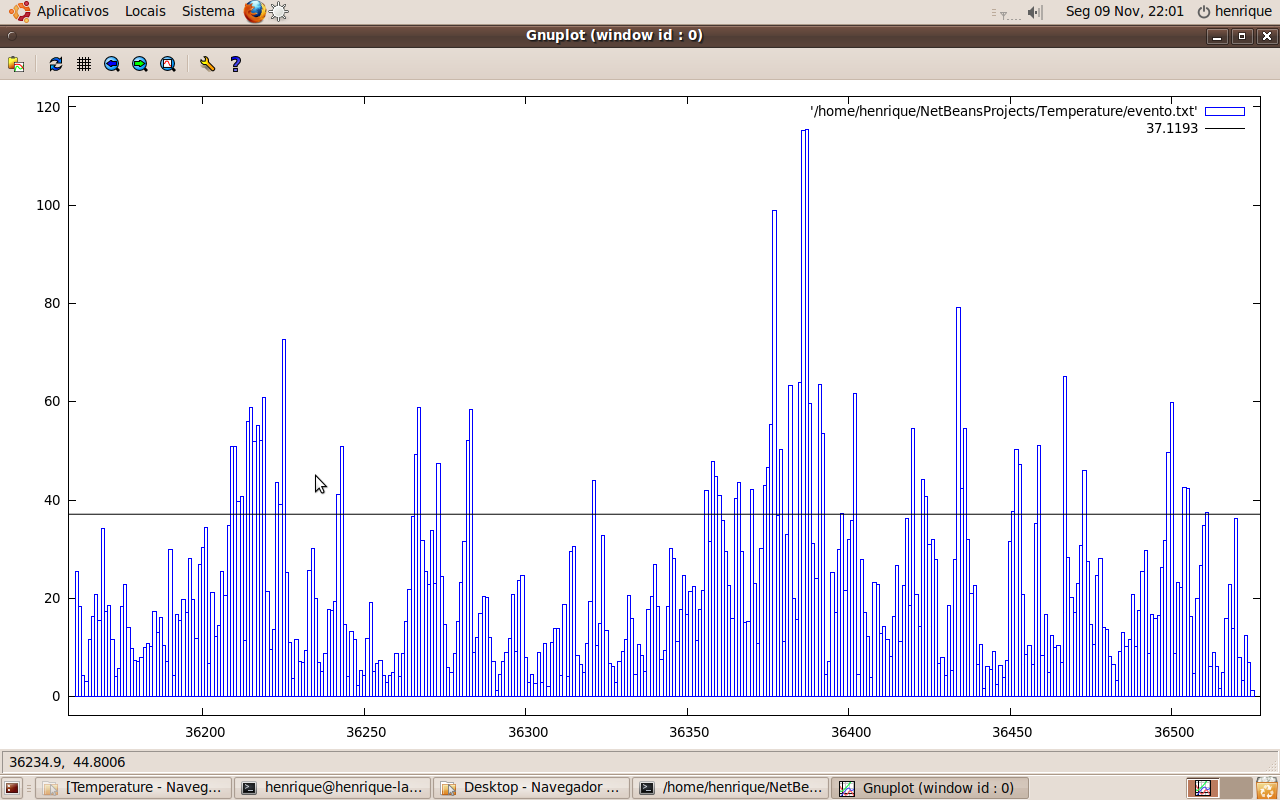 Aplicativos Locais Sistema Seg 09 Nov, 22:01 henrique
Gnuplot (window id : 0)
?
120
'/home/henrique/NetBeansProjects/Temperature/evento.txt'
37.1193
100
80
60
40
20
0
36200 36250 36300 36350 36400 36450 36500
36234.9, 44.8006
[Temperature - Naveg... henrique@henrique-la... Desktop - Navegador ... /home/henrique/NetBe... Gnuplot (window id : 0)